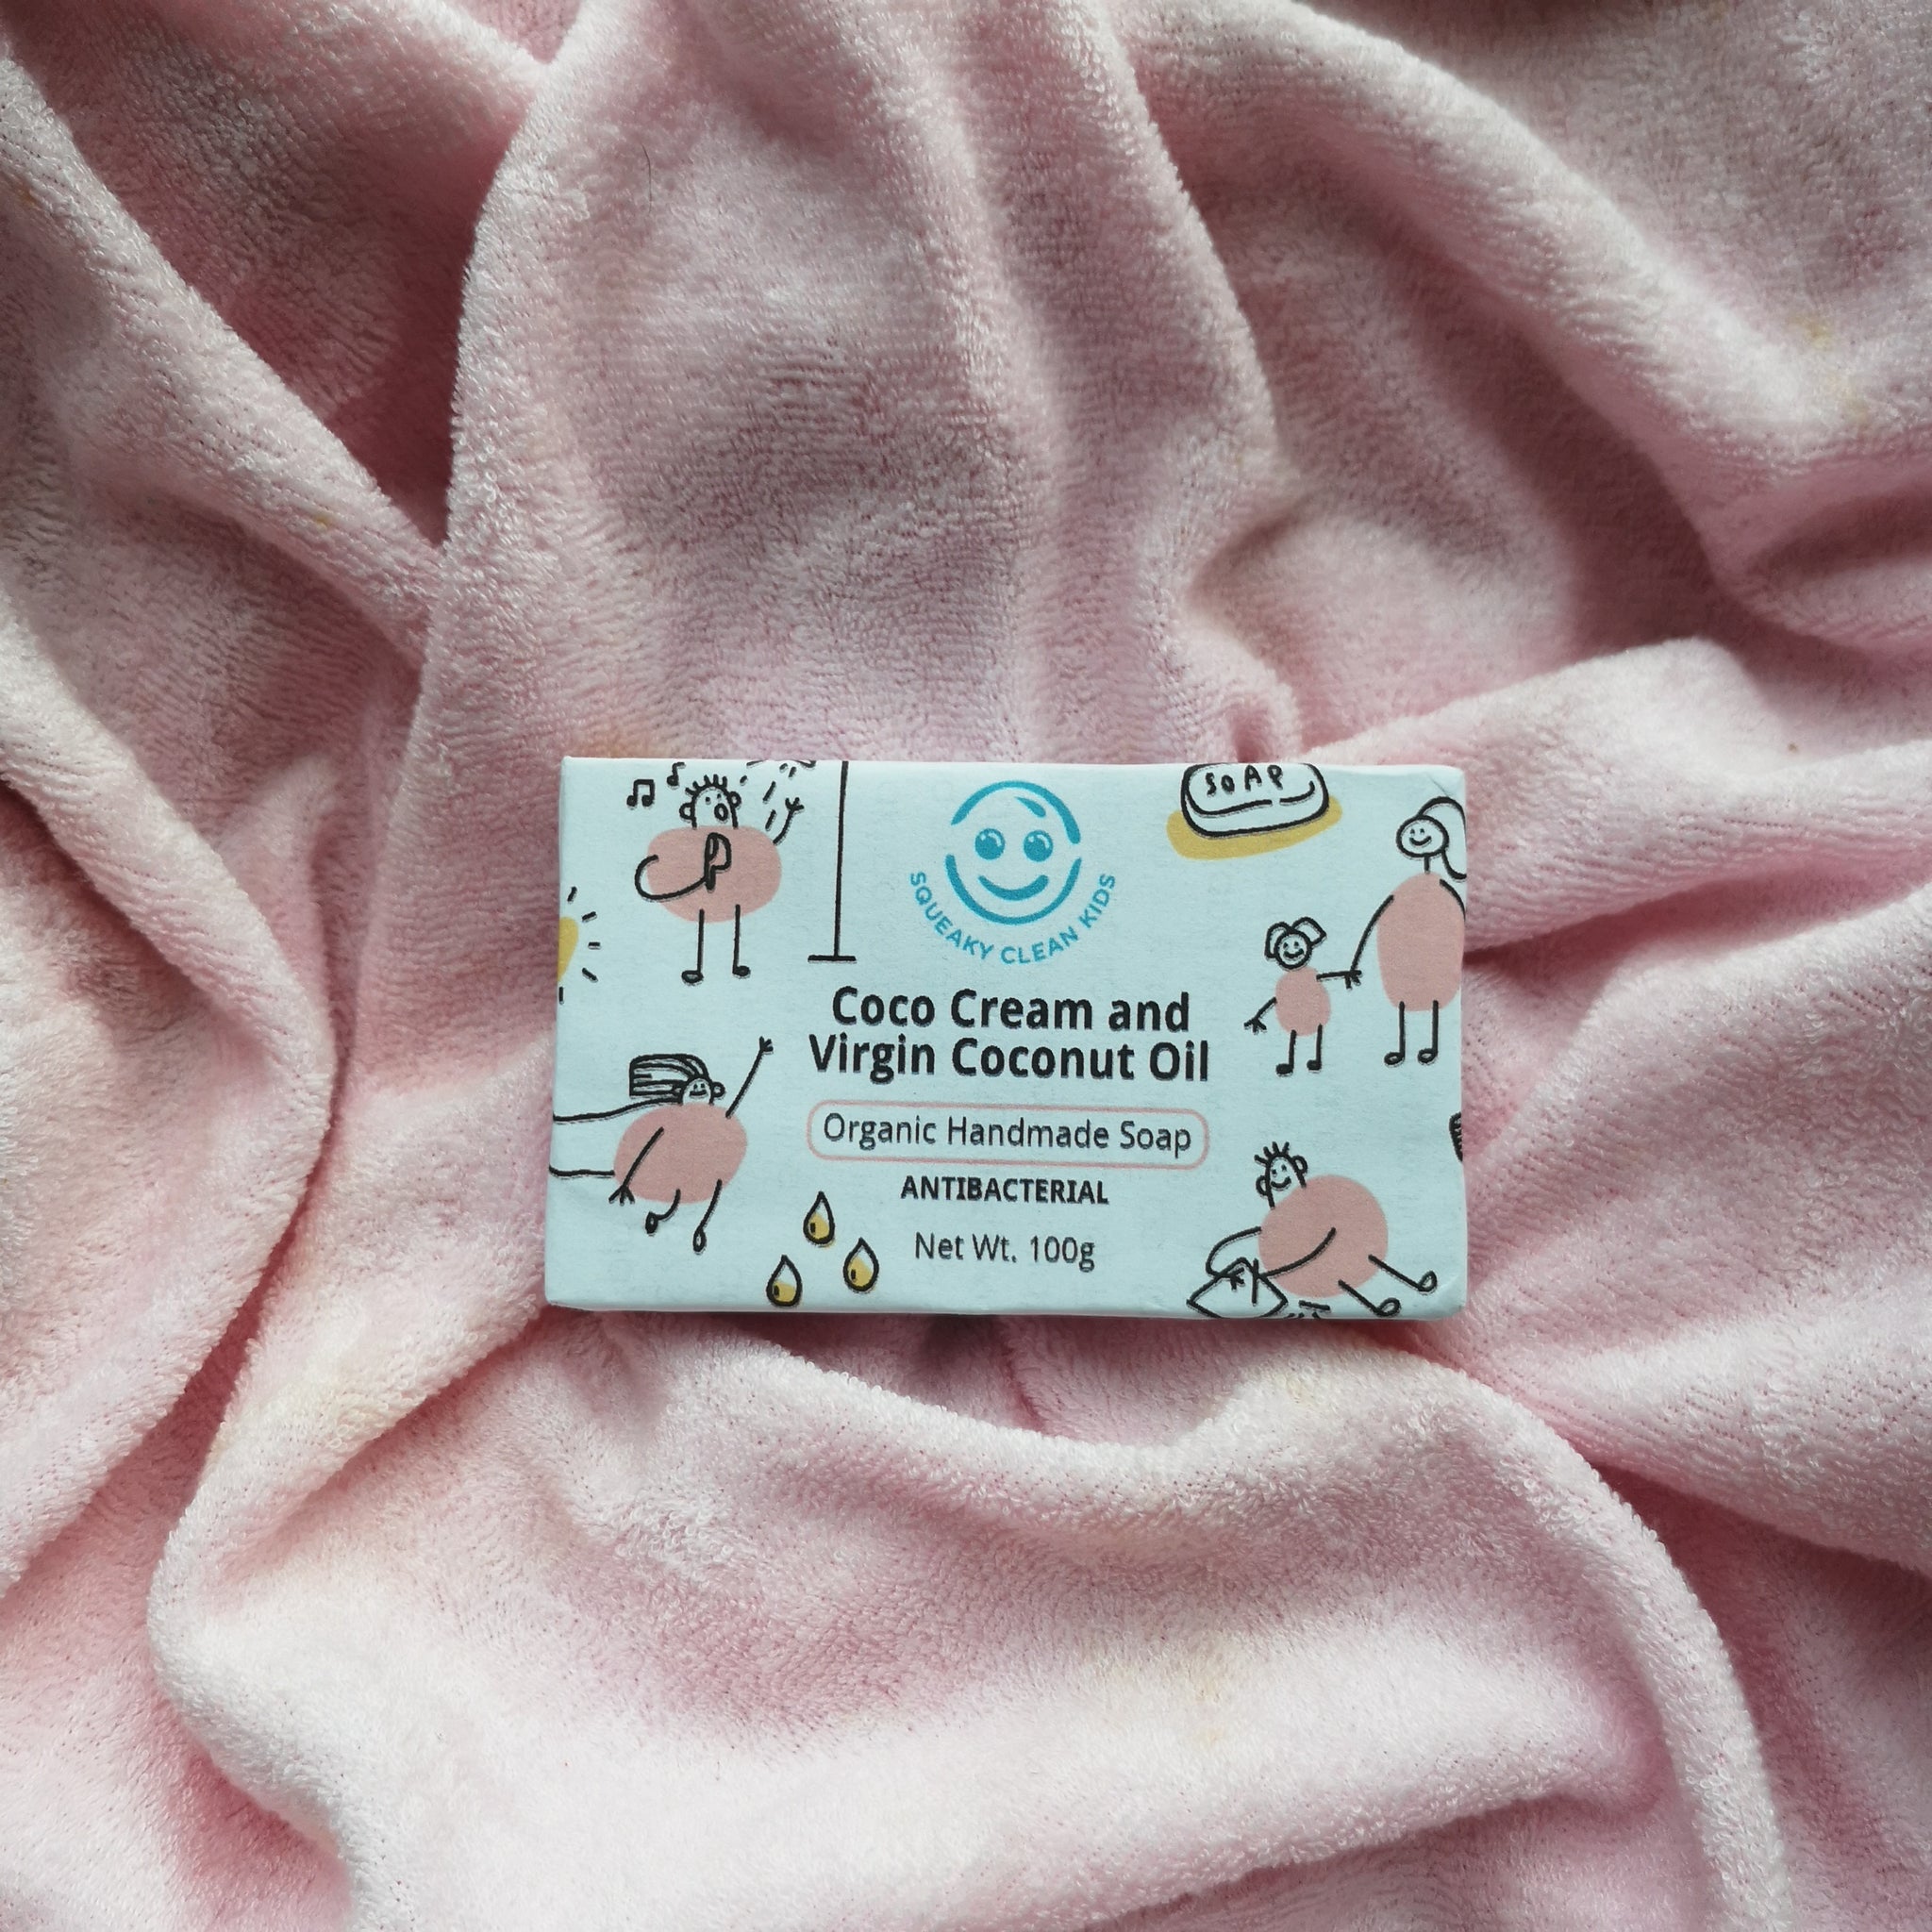 SOAP
SQUEAKY CLEAN KIDS
Coco Cream and
Virgin Coconut Oil
Organic Handmade Soap
ANTIBACTERIAL
Net Wt. 100g